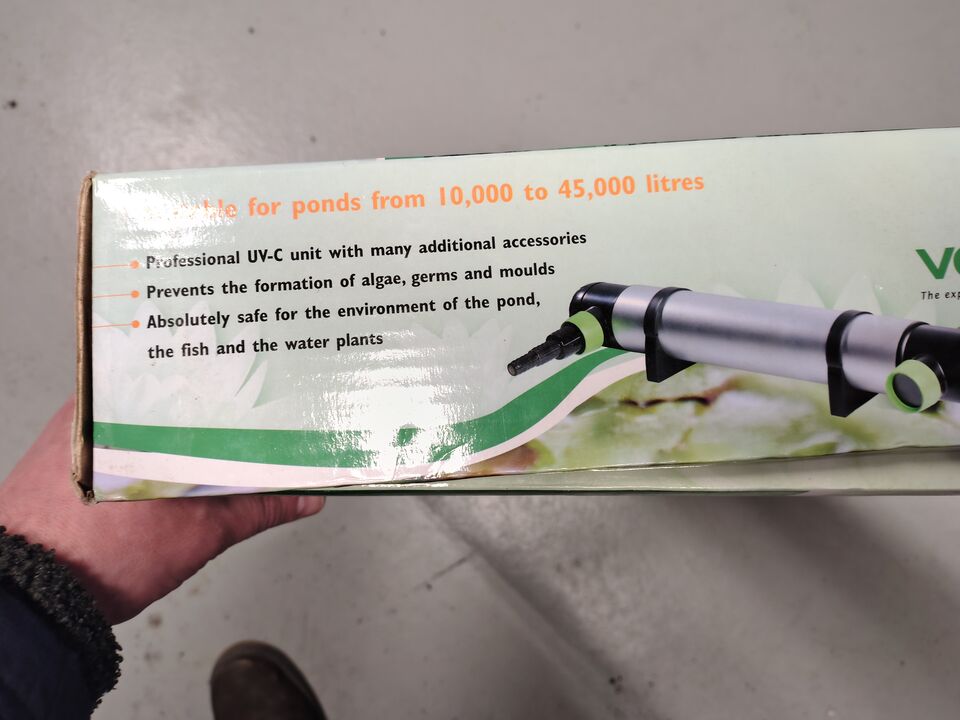 for ponds from 10,000 to 45,000 litres
Professional UV-C unit with many additional accessories
Prevents the formation of algae, germs and moulds
Absolutely safe for the environment of the pond,
the fish and the water plants
The